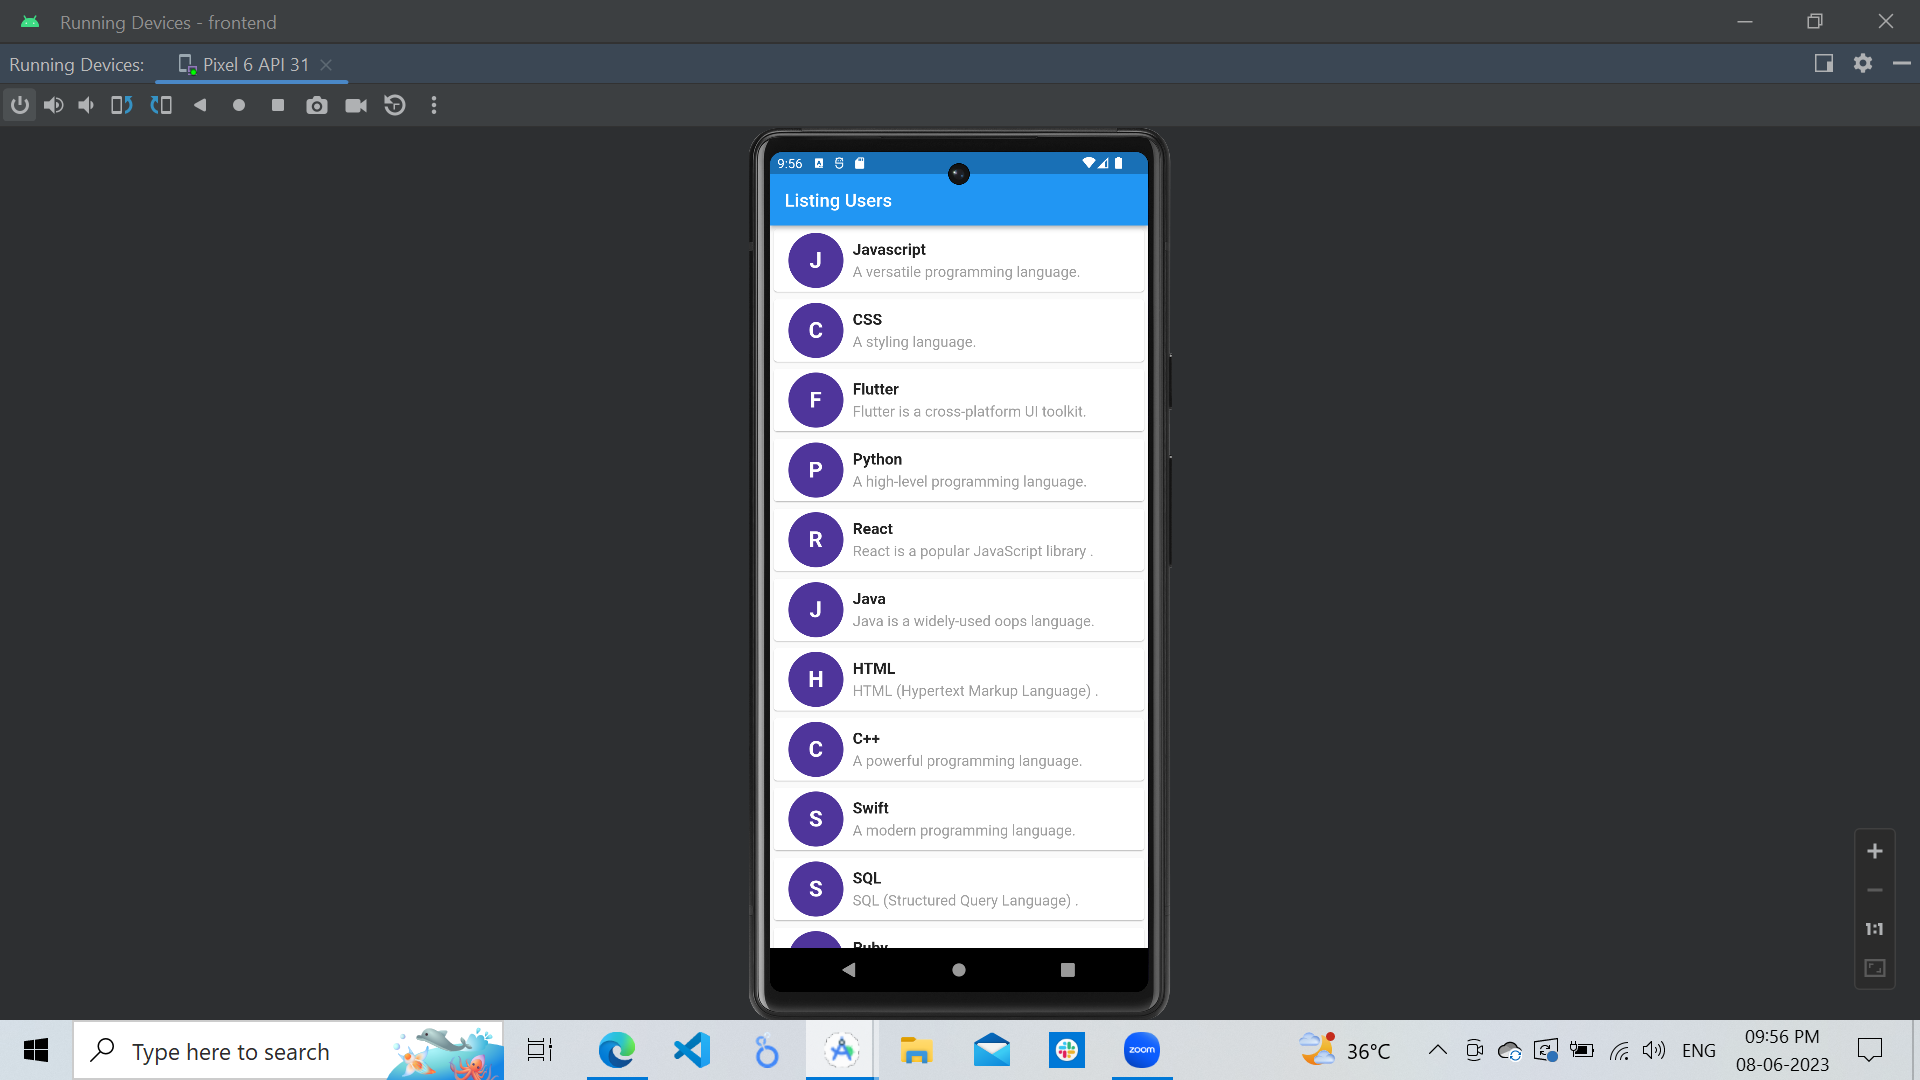 Running Devices - frontend
Running Devices:
Pixel 6 API 31
9:56
Listing Users
J
Javascript
A versatile programming language.
C
CSS
A styling language.
F
Flutter
Flutter is a cross-platform UI toolkit.
P
Python
A high-level programming language.
R
React
React is a popular JavaScript library .
J
Java
Java is a widely-used oops language.
H
HTML
HTML (Hypertext Markup Language) .
C
C++
A powerful programming language.
S
Swift
A modern programming language.
S
SQL
SQL (Structured Query Language) .
Ruby
1:1
Type here to search
zoom
36°C
ENG
09:56 PM
08-06-2023